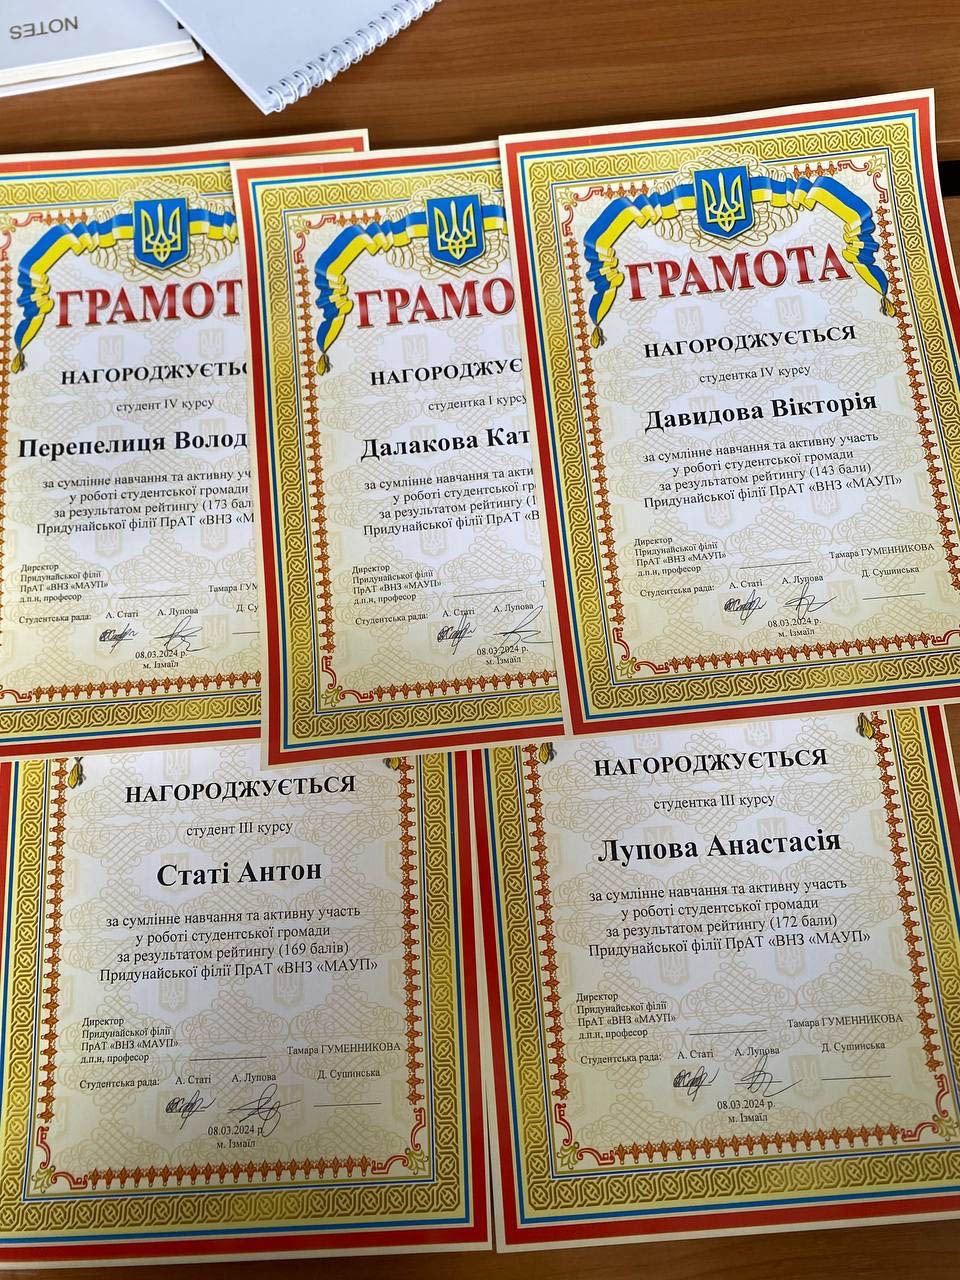 NOTES
ГРАМОТ
НАГОРОДЖУЄТЬС
студент IV курсу
Перепелиця Волод
за сумлінне навчання та активну уч
у роботі студентської громади
за результатом рейтингу (173 бал
Придунайської філії ПрАТ «ВНЗ «М
Директор
Придунайської філії
ПрАТ «ВНЗ «МАУП»
д.п.н, професор
Тамара ГУМ
Студентська рада: А. Статі А. Лупова Д. Су
08.03.2024 р.
м. Ізмаїл
ГРАМО
НАГОРОДЖУЄ
студентка I курсу
Далакова Кат
за сумлінне навчання та акти
у роботі студентської гр
за результатом рейтингу (1
Придунайської філії ПрАТ «В
Директор
Придунайської філії
ПрАТ «ВНЗ «МАУП»
д.п.н, професор
Студентська рада: А. Статі А. Лупова
08.03.2024 р.
м. Ізмаїл
ГРАМОТА
НАГОРОДЖУЄТЬСЯ
студентка IV курсу
Давидова Вікторія
за сумлінне навчання та активну участь
у роботі студентської громади
за результатом рейтингу (143 бали)
Придунайської філії ПрАТ «ВНЗ «МАУП»
Директор
Придунайської філії
ПрАТ «ВНЗ «МАУП»
д.п.н, професор
Тамара ГУМЕННИКОВА
Студентська рада: А. Статі А. Лупова Д. Сушинська
08.03.2024 р.
м. Ізмаїл
НАГОРОДЖУЄТЬСЯ
студент III курсу
Статі Антон
за сумлінне навчання та активну участь
у роботі студентської громади
за результатом рейтингу (169 балів)
Придунайської філії ПрАТ «ВНЗ «МАУП»
Директор
Придунайської філії
ПрАТ «ВНЗ «МАУП»
д.п.н, професор
Тамара ГУМЕННИКОВА
Студентська рада: А. Статі А. Лупова Д. Сушинська
08.03.2024 р.
м. Ізмаїл
НАГОРОДЖУЄТЬСЯ
студентка III курсу
Лупова Анастасія
за сумлінне навчання та активну участь
у роботі студентської громади
за результатом рейтингу (172 бали)
Придунайської філії ПрАТ «ВНЗ «МАУП»
Директор
Придунайської філії
ПрАТ «ВНЗ «МАУП»
д.п.н, професор
Тамара ГУМЕННИКОВА
Студентська рада: А. Статі А. Лупова Д. Сушинська
08.03.2024 р.
м. Ізмаїл